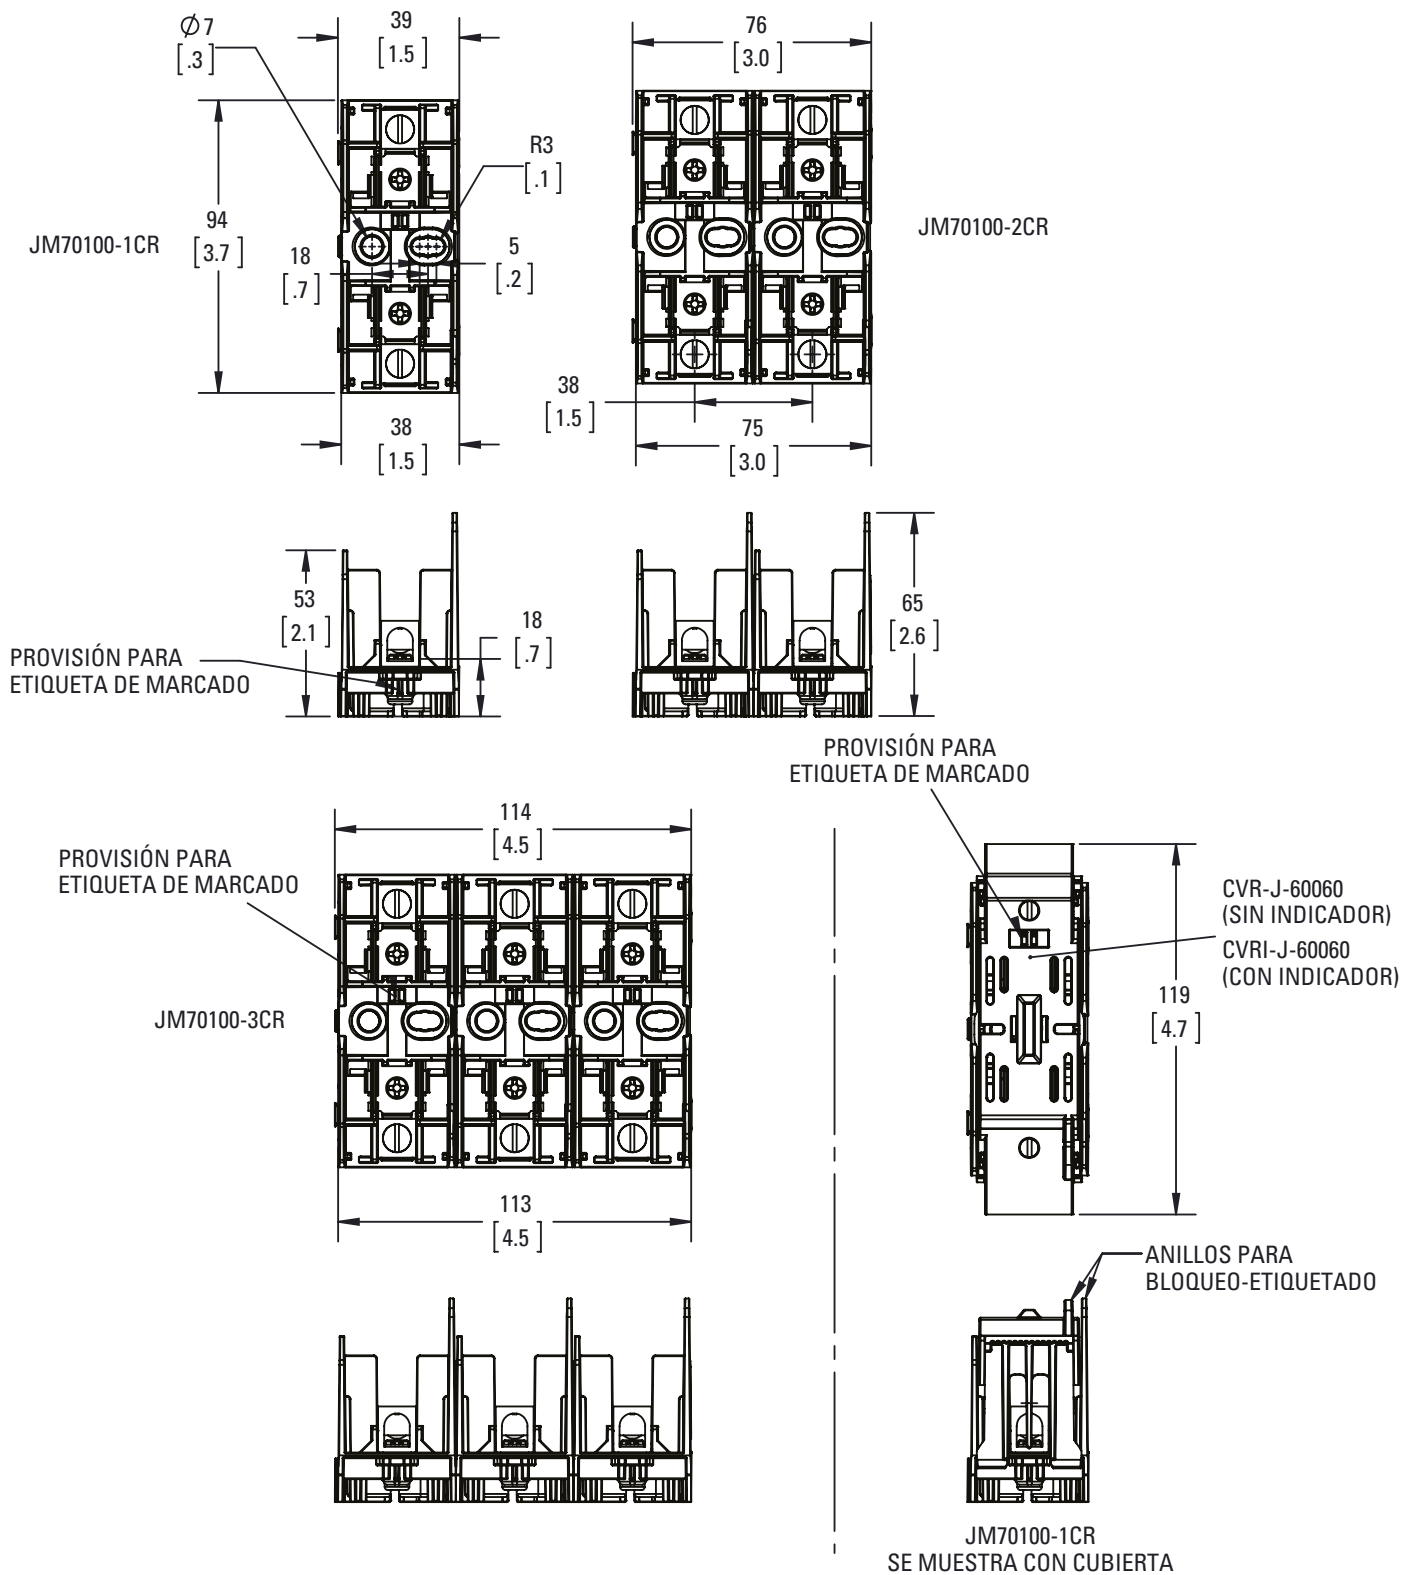 Ø7
[.3]
39
[1.5]
76
[3.0]
R3
[.1]
94
[3.7]
JM70100-1CR
18
[.7]
5
[.2]
JM70100-2CR
38
[1.5]
38
[1.5]
75
[3.0]
53
[2.1]
18
[.7]
65
[2.6]
PROVISIÓN PARA
ETIQUETA DE MARCADO
PROVISIÓN PARA
ETIQUETA DE MARCADO
114
[4.5]
PROVISIÓN PARA
ETIQUETA DE MARCADO
CVR-J-60060
(SIN INDICADOR)
CVRI-J-60060
(CON INDICADOR)
119
[4.7]
JM70100-3CR
113
[4.5]
ANILLOS PARA
BLOQUEO-ETIQUETADO
JM70100-1CR
SE MUESTRA CON CUBIERTA